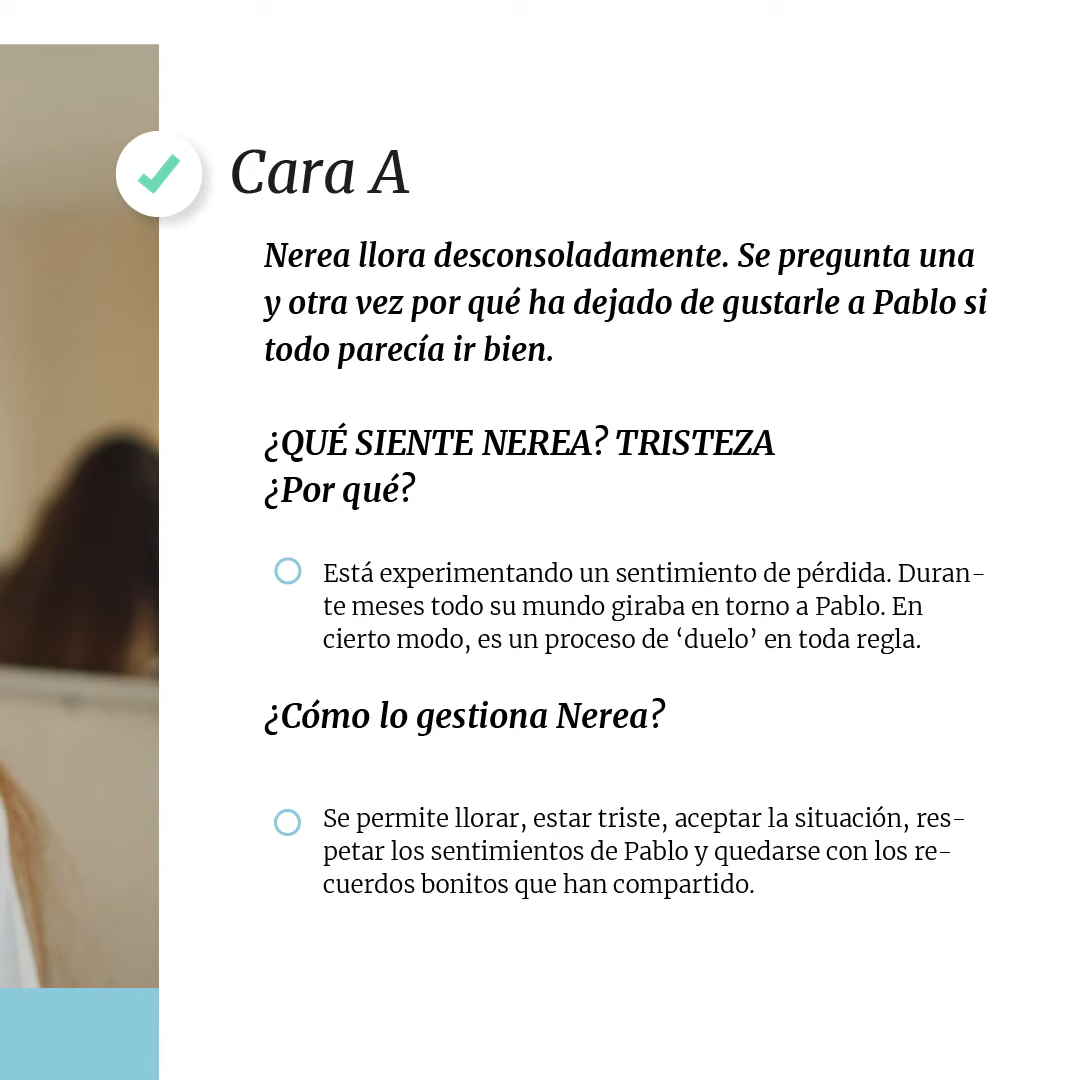 Cara A
Nerea llora desconsoladamente. Se pregunta una
y otra vez por qué ha dejado de gustarle a Pablo si
todo parecía ir bien.
¿QUÉ SIENTE NEREA? TRISTEZA
¿Por qué?
Está experimentando un sentimiento de pérdida. Duran-
te meses todo su mundo giraba en torno a Pablo. En
cierto modo, es un proceso de ‘duelo’ en toda regla.
¿Cómo lo gestiona Nerea?
Se permite llorar, estar triste, aceptar la situación, res-
petar los sentimientos de Pablo y quedarse con los re-
cuerdos bonitos que han compartido.